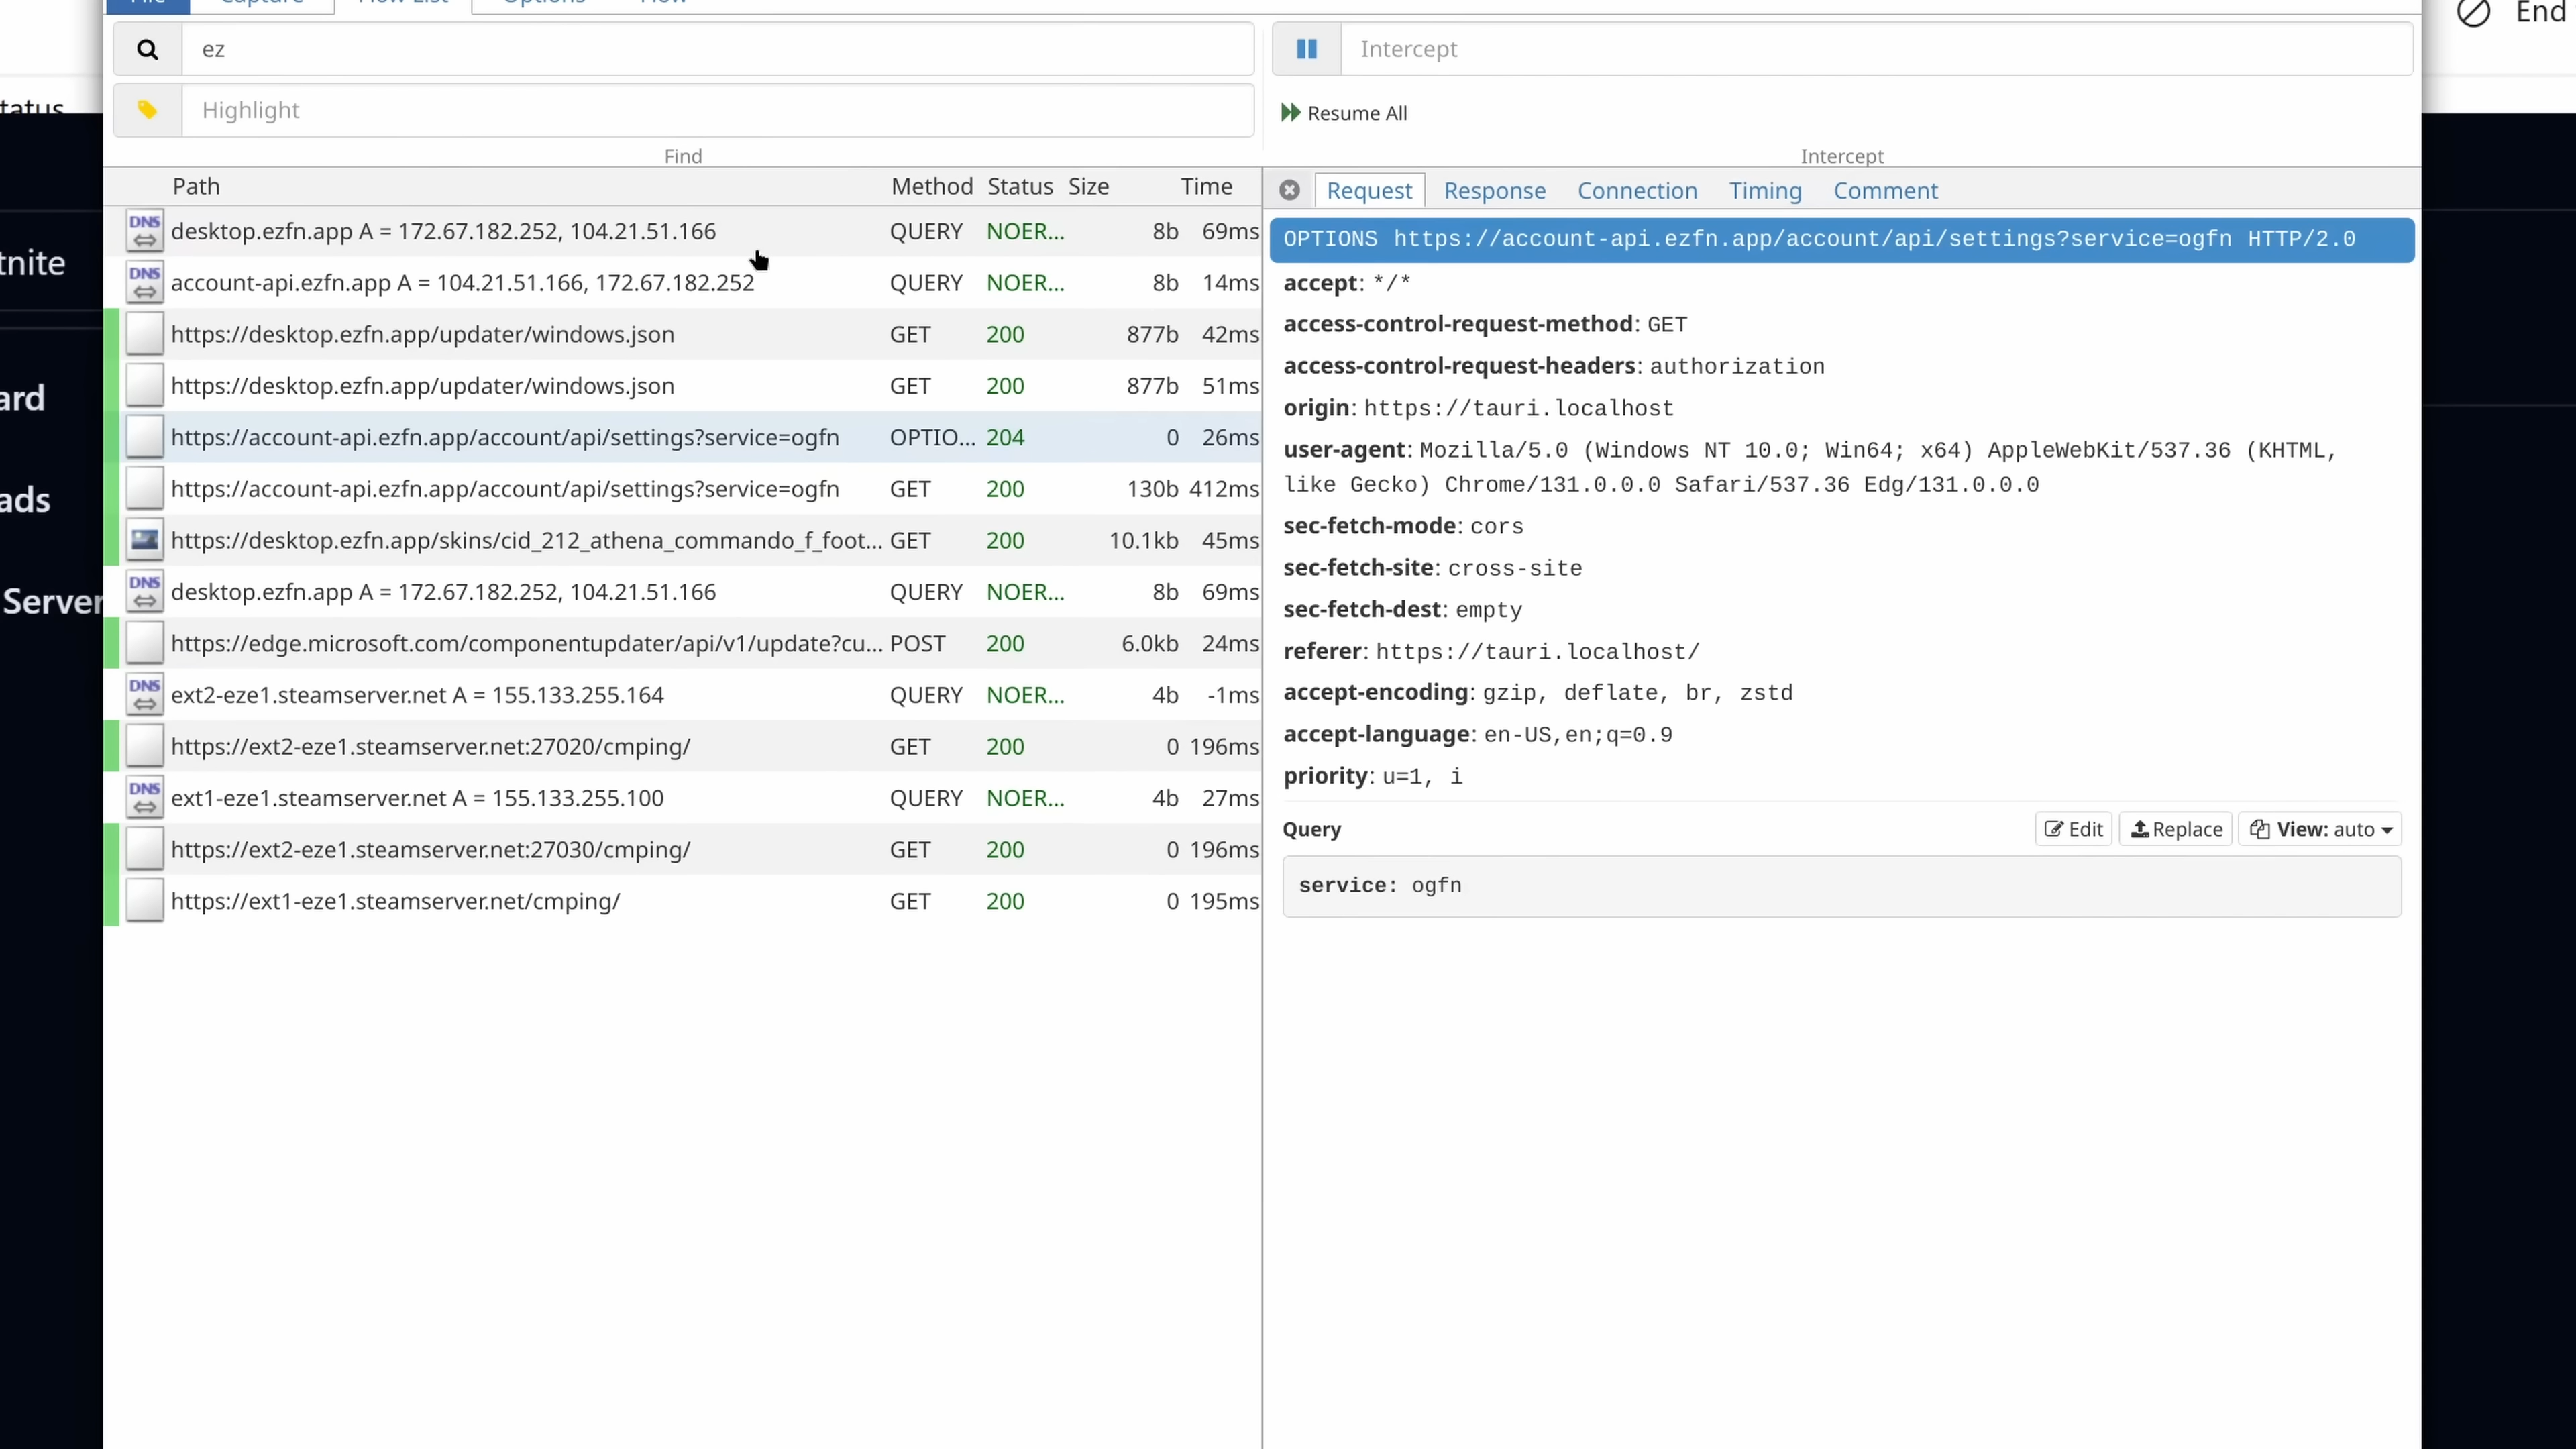 File Capture Flow List Options Flow
End
ez
Intercept
tatus
Highlight
Resume All
Find
Intercept
Path Method Status Size Time
Request Response Connection Timing Comment
DNS desktop.ezfn.app A = 172.67.182.252, 104.21.51.166 QUERY NOER... 8b 69ms
DNS account-api.ezfn.app A = 104.21.51.166, 172.67.182.252 QUERY NOER... 8b 14ms
https://desktop.ezfn.app/updater/windows.json GET 200 877b 42ms
https://desktop.ezfn.app/updater/windows.json GET 200 877b 51ms
https://account-api.ezfn.app/account/api/settings?service=ogfn OPTIO... 204 0 26ms
https://account-api.ezfn.app/account/api/settings?service=ogfn GET 200 130b 412ms
https://desktop.ezfn.app/skins/cid_212_athena_commando_f_foot... GET 200 10.1kb 45ms
DNS desktop.ezfn.app A = 172.67.182.252, 104.21.51.166 QUERY NOER... 8b 69ms
https://edge.microsoft.com/componentupdater/api/v1/update?cu... POST 200 6.0kb 24ms
DNS ext2-eze1.steamserver.net A = 155.133.255.164 QUERY NOER... 4b -1ms
https://ext2-eze1.steamserver.net:27020/cmping/ GET 200 0 196ms
DNS ext1-eze1.steamserver.net A = 155.133.255.100 QUERY NOER... 4b 27ms
https://ext2-eze1.steamserver.net:27030/cmping/ GET 200 0 196ms
https://ext1-eze1.steamserver.net/cmping/ GET 200 0 195ms
OPTIONS https://account-api.ezfn.app/account/api/settings?service=ogfn HTTP/2.0
accept: */*
access-control-request-method: GET
access-control-request-headers: authorization
origin: https://tauri.localhost
user-agent: Mozilla/5.0 (Windows NT 10.0; Win64; x64) AppleWebKit/537.36 (KHTML,
like Gecko) Chrome/131.0.0.0 Safari/537.36 Edg/131.0.0.0
sec-fetch-mode: cors
sec-fetch-site: cross-site
sec-fetch-dest: empty
referer: https://tauri.localhost/
accept-encoding: gzip, deflate, br, zstd
accept-language: en-US,en;q=0.9
priority: u=1, i
Query Edit Replace View: auto
service: ogfn
tnite
ard
ads
Server